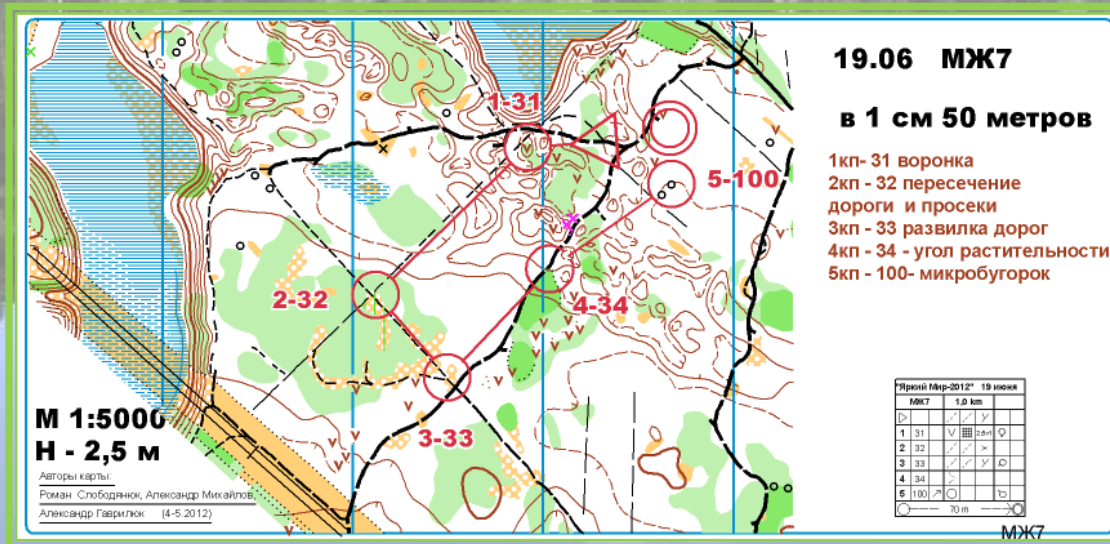 19.06 МЖ7
в 1 см 50 метров
1кп- 31 воронка
2кп - 32 пересечение
дороги и просеки
3кп - 33 развилка дорог
4кп - 34 - угол растительности
5кп - 100- микробугорок
1-31
5-100
2-32
4-34
3-33
М 1:5000
Н - 2,5 м
Авторы карты:
Роман Слободянюк, Александр Михайлов,
Александр Гаврилюк (4-5.2012)
"Яркий Мир-2012" 19 июня
МЖ7 1,0 km
1 31
2 32
3 33
4 34
5 100
70 m
МЖ7